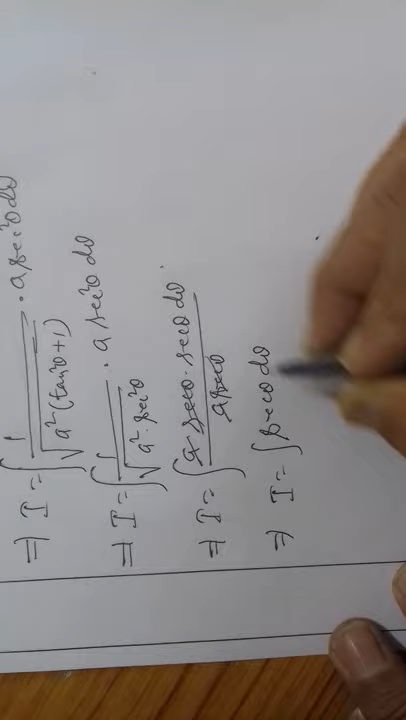 ⇒ I = ∫ 1/√(a²(tan²θ+1)) · a sec²θ dθ
⇒ I = ∫ 1/√(a² · sec²θ) · a sec²θ dθ
⇒ I = ∫ (a secθ · secθ dθ)/(a secθ)
⇒ I = ∫ secθ dθ